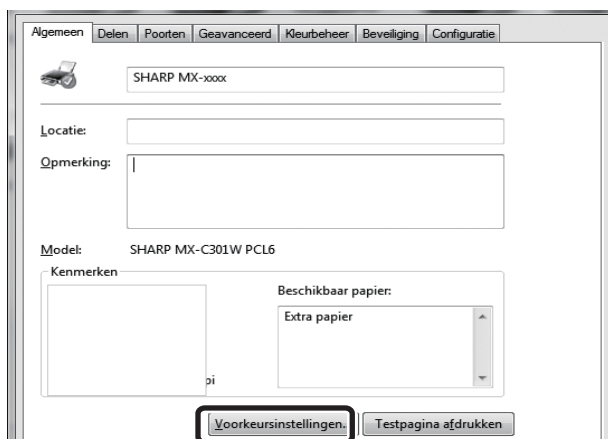 Algemeen Delen Poorten Geavanceerd Kleurbeheer Beveiliging Configuratie
SHARP MX-xxxx
Locatie:
Opmerking:
Model: SHARP MX-C301W PCL6
Kenmerken
Beschikbaar papier:
Extra papier
pi
Voorkeursinstellingen. Testpagina afdrukken